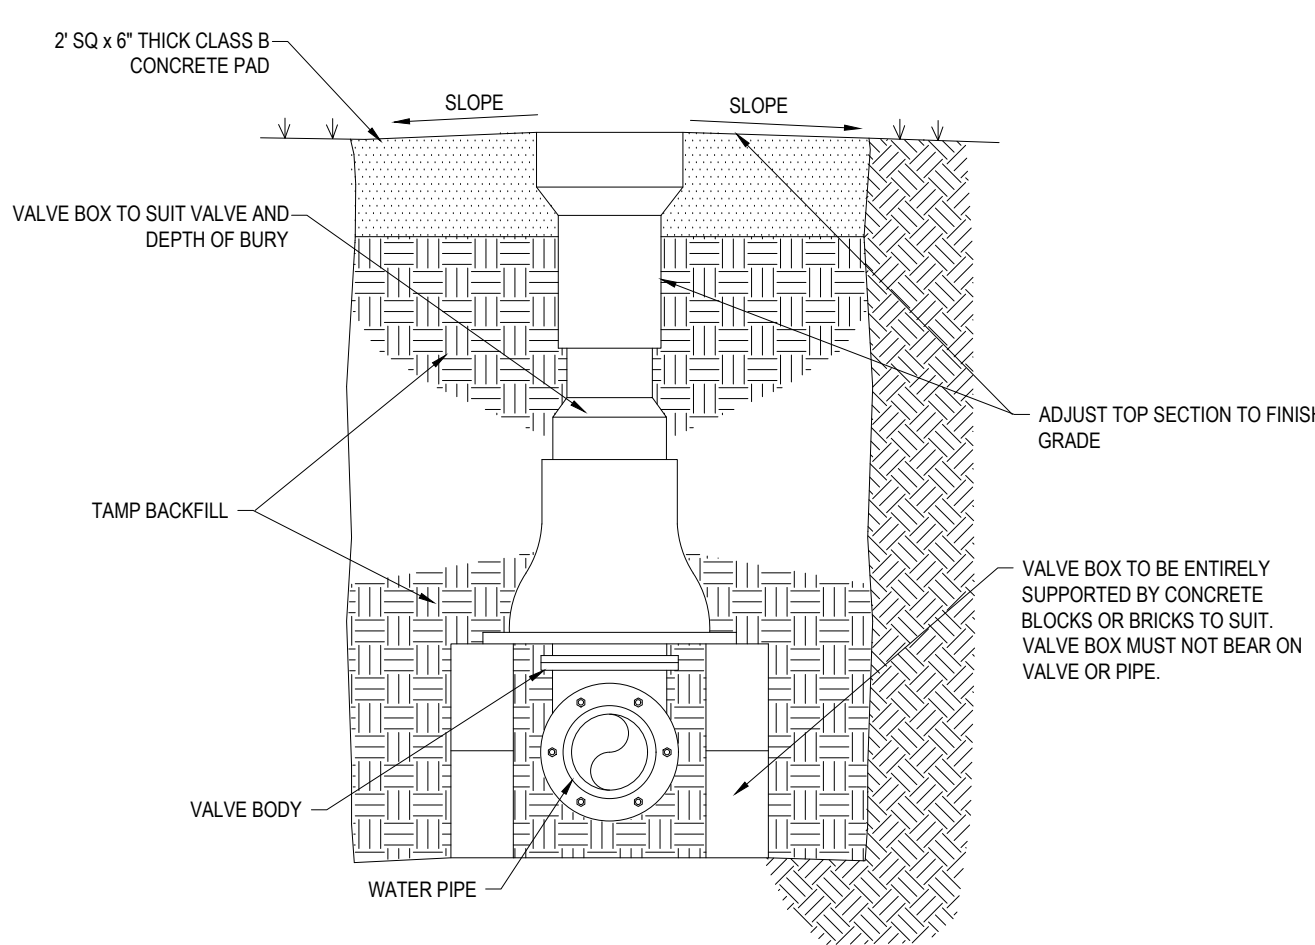 2' SQ x 6" THICK CLASS B
CONCRETE PAD
SLOPE
SLOPE
VALVE BOX TO SUIT VALVE AND
DEPTH OF BURY
ADJUST TOP SECTION TO FINISH
GRADE
TAMP BACKFILL
VALVE BOX TO BE ENTIRELY
SUPPORTED BY CONCRETE
BLOCKS OR BRICKS TO SUIT.
VALVE BOX MUST NOT BEAR ON
VALVE OR PIPE.
VALVE BODY
WATER PIPE